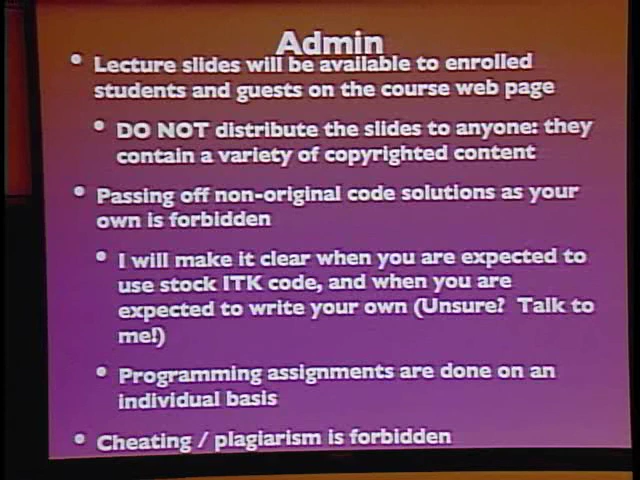 Admin
• Lecture slides will be available to enrolled
students and guests on the course web page
• DO NOT distribute the slides to anyone: they
contain a variety of copyrighted content
• Passing off non-original code solutions as your
own is forbidden
• I will make it clear when you are expected to
use stock ITK code, and when you are
expected to write your own (Unsure? Talk to
me!)
• Programming assignments are done on an
individual basis
• Cheating / plagiarism is forbidden